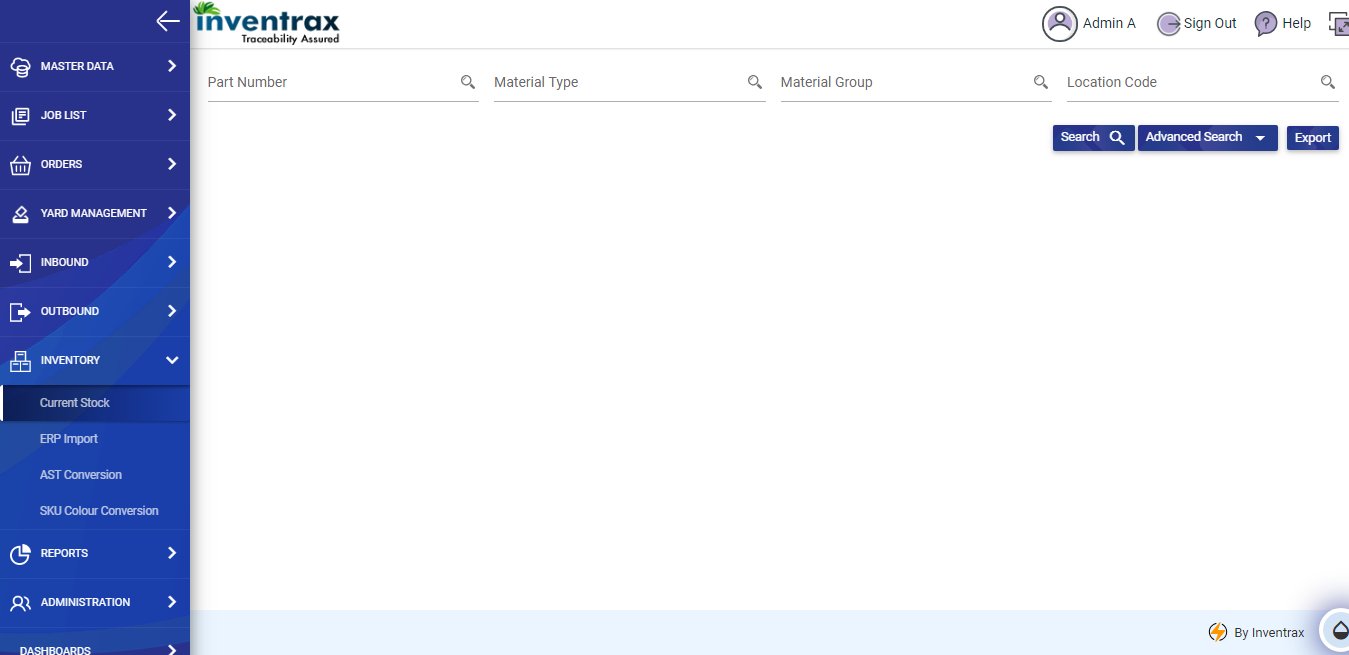 inventrax
Traceability Assured
Admin A
Sign Out
? Help
MASTER DATA
JOB LIST
ORDERS
YARD MANAGEMENT
INBOUND
OUTBOUND
INVENTORY
Current Stock
ERP Import
AST Conversion
SKU Colour Conversion
REPORTS
ADMINISTRATION
DASHBOARDS
Part Number
Material Type
Material Group
Location Code
Search
Advanced Search
Export
By Inventrax